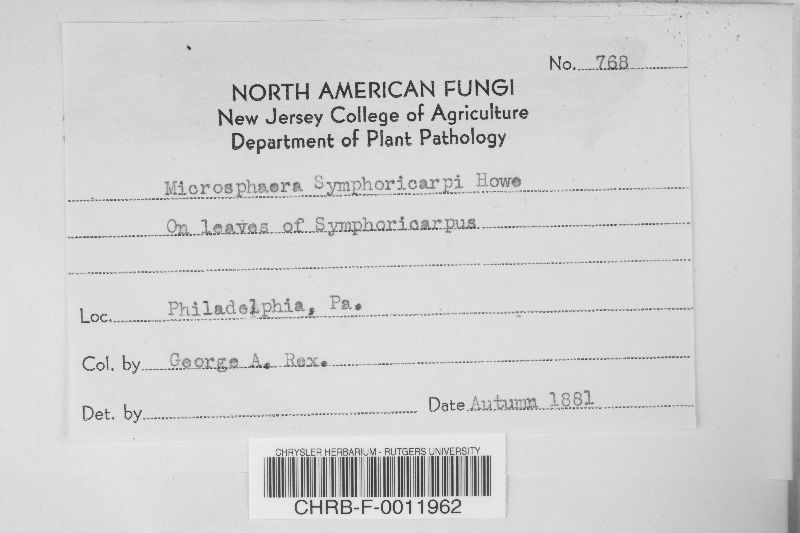 No. 768
NORTH AMERICAN FUNGI
New Jersey College of Agriculture
Department of Plant Pathology
Microsphaera Symphoricarpi Howe
On leaves of Symphoricarpus
Loc. Philadelphia, Pa.
Col. by George A. Rex.
Det. by Date Autumn 1881
CHRYSLER HERBARIUM - RUTGERS UNIVERSITY
CHRB-F-0011962